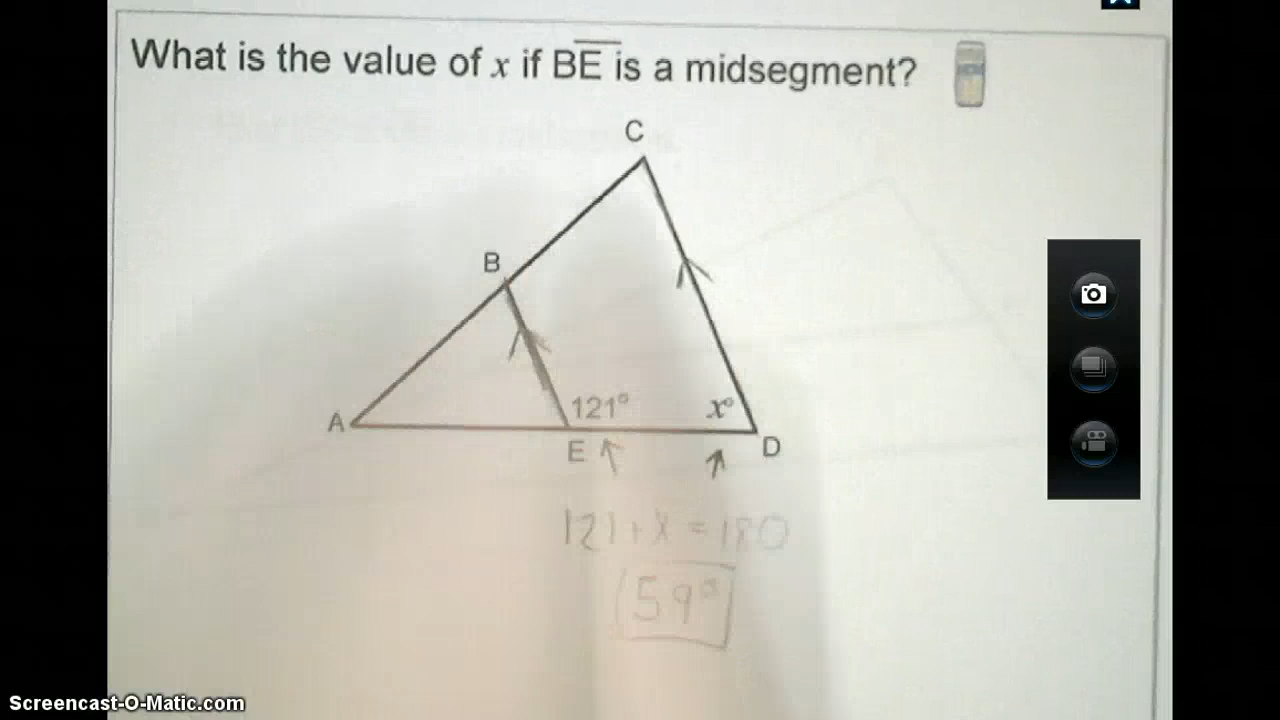 What is the value of x if BE is a midsegment?
C
B
121°
x°
A
E
D
121+x=180
59°
Screencast-O-Matic.com